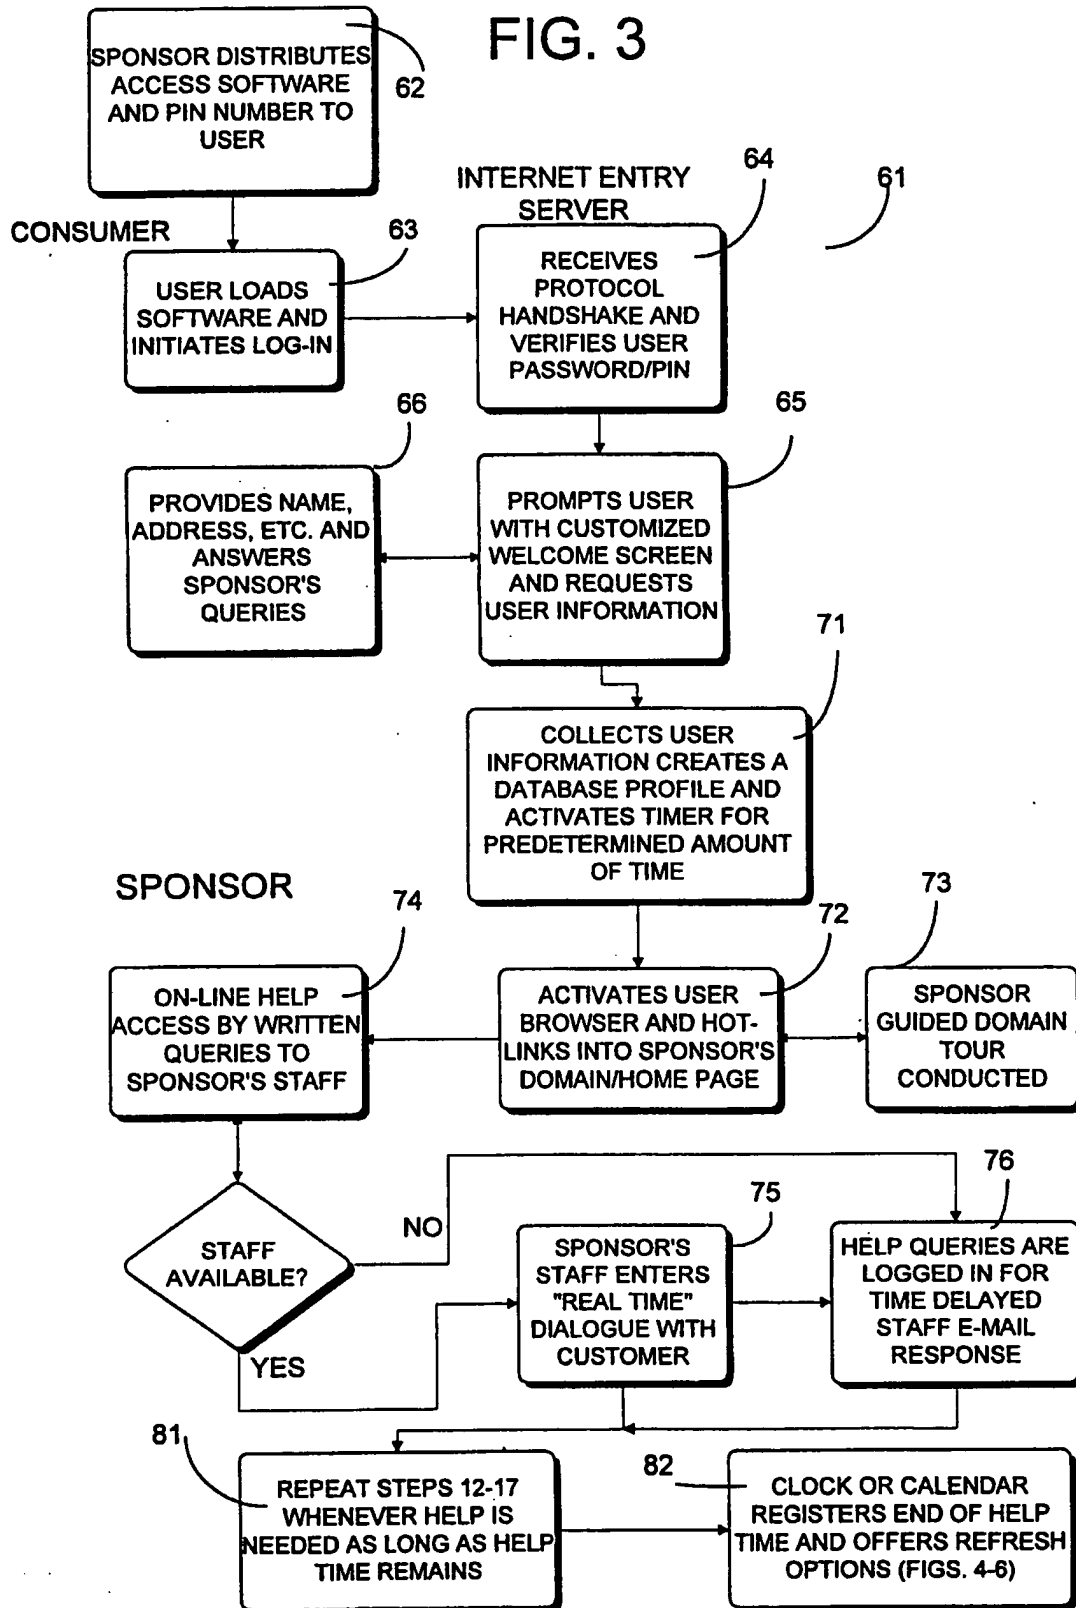 FIG. 3
SPONSOR DISTRIBUTES
ACCESS SOFTWARE
AND PIN NUMBER TO
USER
62
CONSUMER
63
USER LOADS
SOFTWARE AND
INITIATES LOG-IN
INTERNET ENTRY
SERVER
64
61
RECEIVES
PROTOCOL
HANDSHAKE AND
VERIFIES USER
PASSWORD/PIN
66
PROVIDES NAME,
ADDRESS, ETC. AND
ANSWERS
SPONSOR'S
QUERIES
65
PROMPTS USER
WITH CUSTOMIZED
WELCOME SCREEN
AND REQUESTS
USER INFORMATION
71
COLLECTS USER
INFORMATION CREATES A
DATABASE PROFILE AND
ACTIVATES TIMER FOR
PREDETERMINED AMOUNT
OF TIME
SPONSOR
74
ON-LINE HELP
ACCESS BY WRITTEN
QUERIES TO
SPONSOR'S STAFF
72
ACTIVATES USER
BROWSER AND HOT-
LINKS INTO SPONSOR'S
DOMAIN/HOME PAGE
73
SPONSOR
GUIDED DOMAIN
TOUR
CONDUCTED
STAFF
AVAILABLE?
NO
YES
75
SPONSOR'S
STAFF ENTERS
"REAL TIME"
DIALOGUE WITH
CUSTOMER
76
HELP QUERIES ARE
LOGGED IN FOR
TIME DELAYED
STAFF E-MAIL
RESPONSE
81
REPEAT STEPS 12-17
WHENEVER HELP IS
NEEDED AS LONG AS HELP
TIME REMAINS
82
CLOCK OR CALENDAR
REGISTERS END OF HELP
TIME AND OFFERS REFRESH
OPTIONS (FIGS. 4-6)